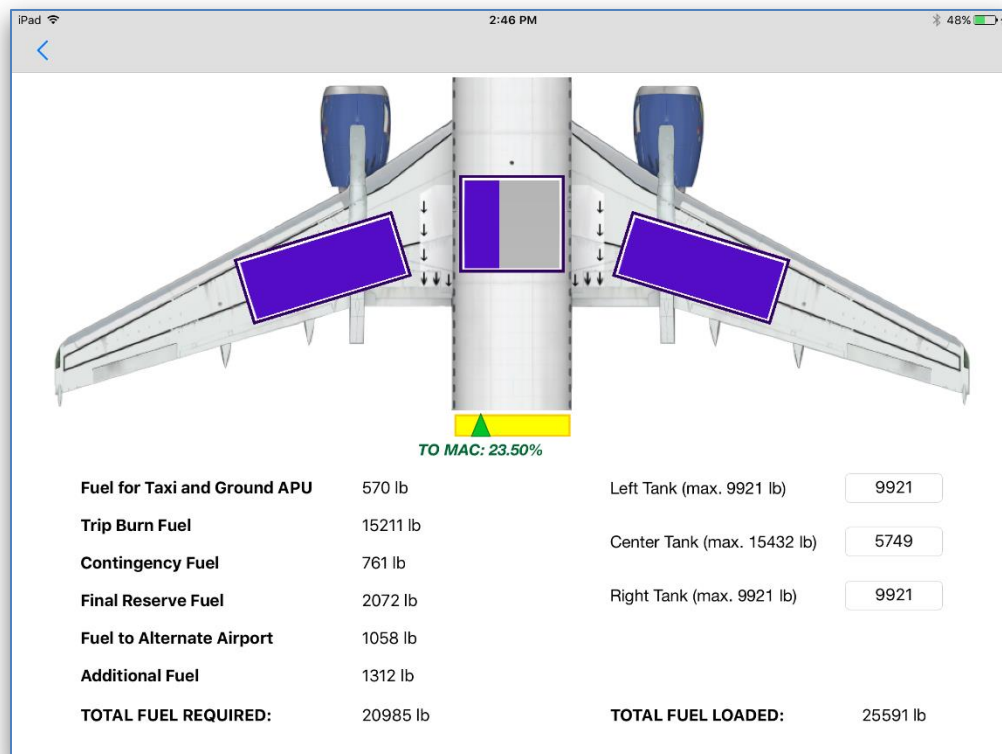 iPad 2:46 PM 48%
TO MAC: 23.50%
Fuel for Taxi and Ground APU 570 lb
Trip Burn Fuel 15211 lb
Contingency Fuel 761 lb
Final Reserve Fuel 2072 lb
Fuel to Alternate Airport 1058 lb
Additional Fuel 1312 lb
TOTAL FUEL REQUIRED: 20985 lb
Left Tank (max. 9921 lb) 9921
Center Tank (max. 15432 lb) 5749
Right Tank (max. 9921 lb) 9921
TOTAL FUEL LOADED: 25591 lb